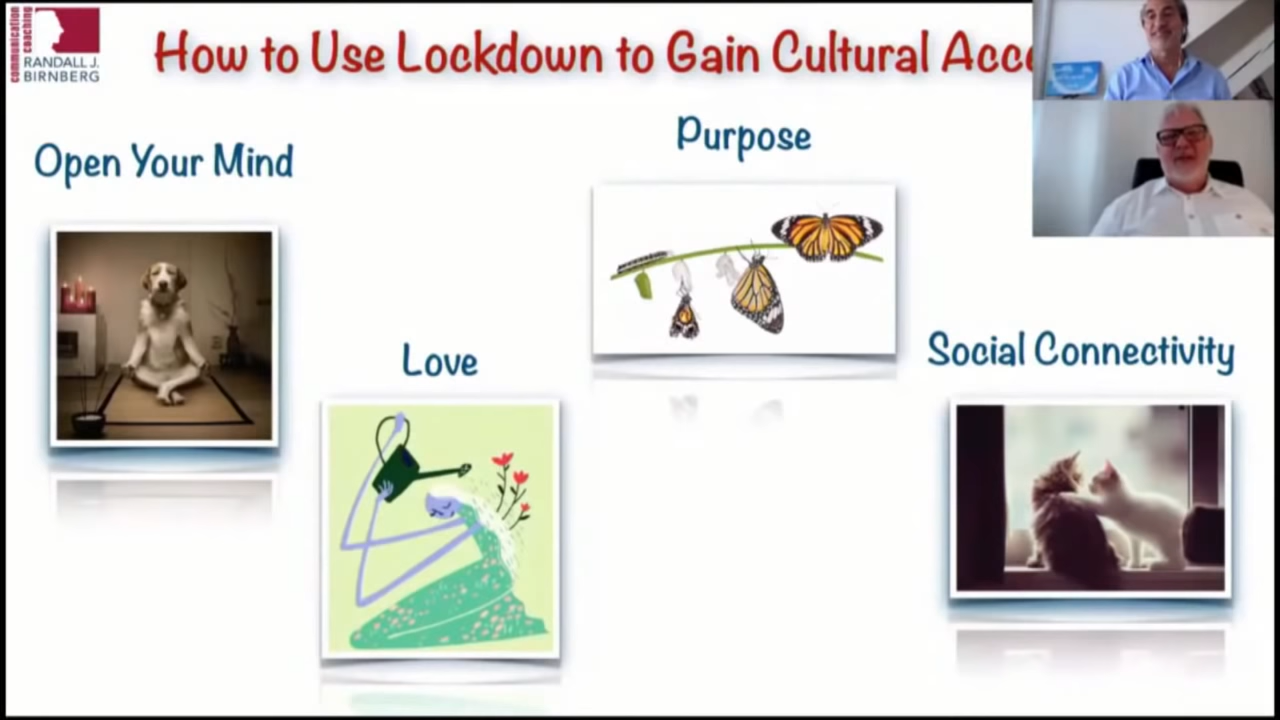 communication
coaching
RANDALL J.
BIRNBERG
How to Use Lockdown to Gain Cultural Acce
Open Your Mind
Purpose
Love
Social Connectivity